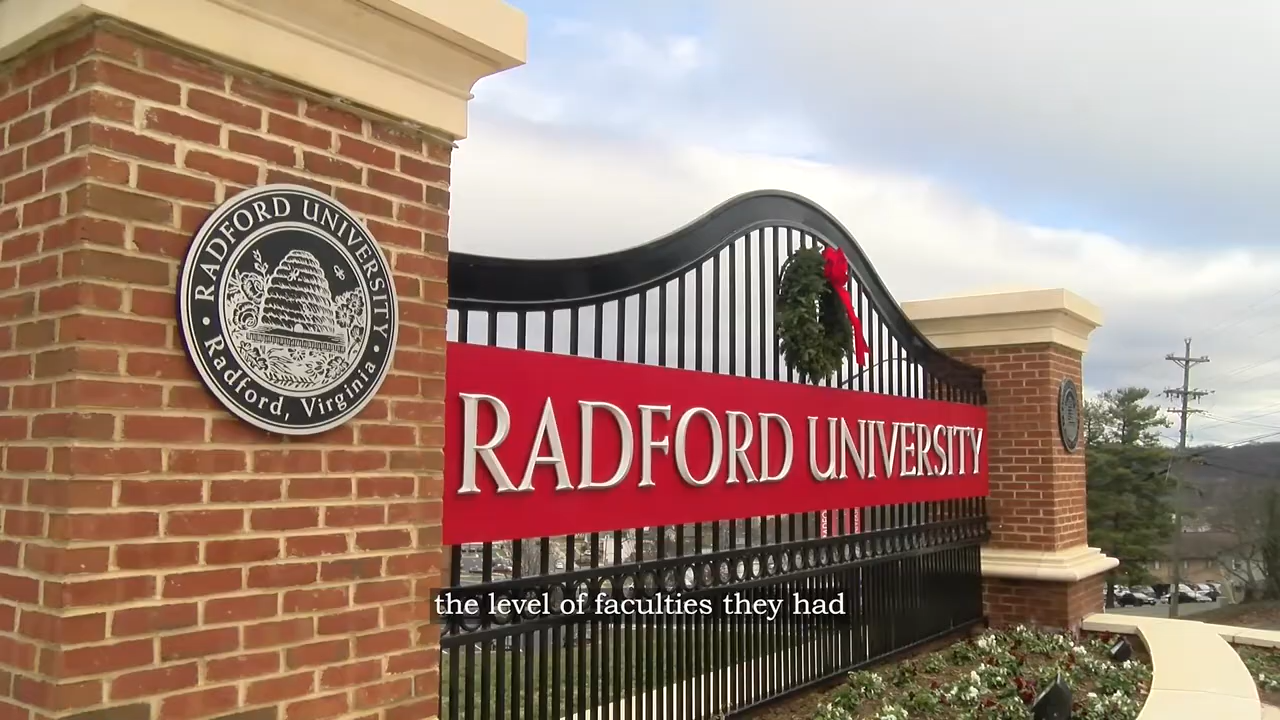 RADFORD UNIVERSITY
Radford, Virginia
RADFORD UNIVERSITY
the level of faculties they had